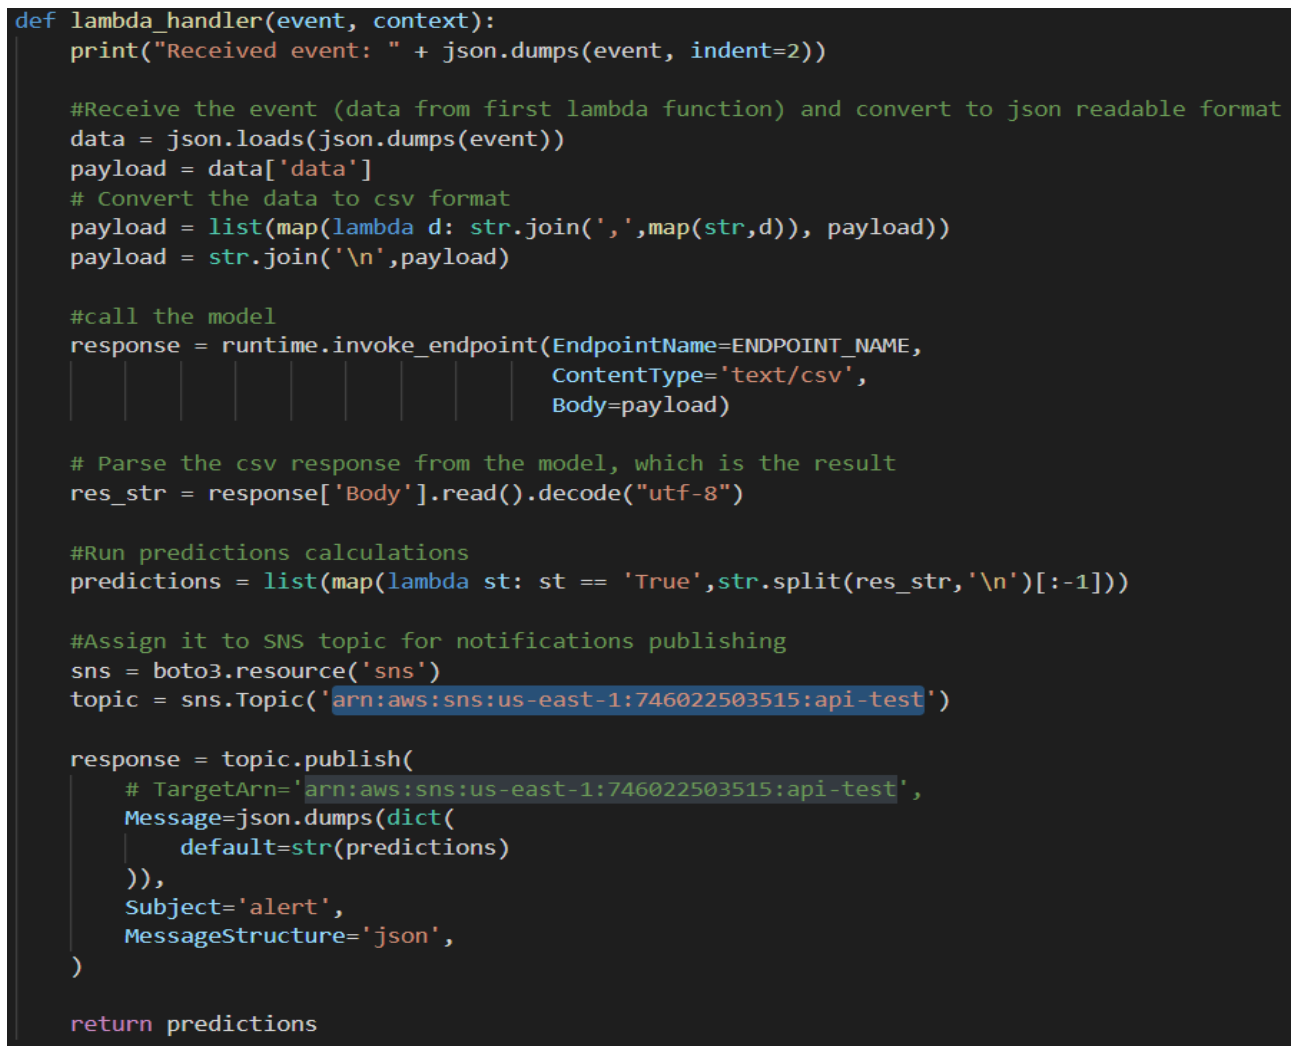 def lambda_handler(event, context):
    print("Received event: " + json.dumps(event, indent=2))

    #Receive the event (data from first lambda function) and convert to json readable format
    data = json.loads(json.dumps(event))
    payload = data['data']
    # Convert the data to csv format
    payload = list(map(lambda d: str.join(',',map(str,d)), payload))
    payload = str.join('\n',payload)

    #call the model
    response = runtime.invoke_endpoint(EndpointName=ENDPOINT_NAME,
                                       ContentType='text/csv',
                                       Body=payload)

    # Parse the csv response from the model, which is the result
    res_str = response['Body'].read().decode("utf-8")

    #Run predictions calculations
    predictions = list(map(lambda st: st == 'True',str.split(res_str,'\n')[:-1]))

    #Assign it to SNS topic for notifications publishing
    sns = boto3.resource('sns')
    topic = sns.Topic('arn:aws:sns:us-east-1:746022503515:api-test')

    response = topic.publish(
        # TargetArn='arn:aws:sns:us-east-1:746022503515:api-test',
        Message=json.dumps(dict(
            default=str(predictions)
        )),
        Subject='alert',
        MessageStructure='json',
    )

    return predictions